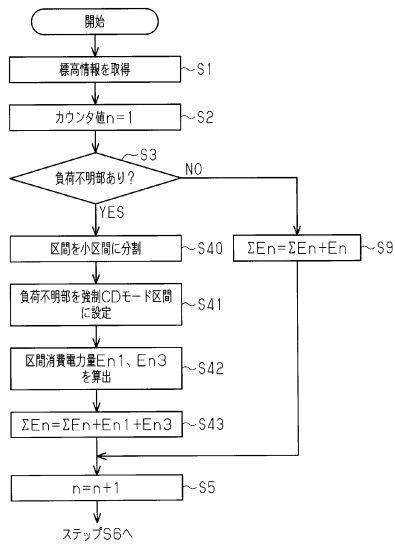 開始
標高情報を取得
S1
カウンタ値n=1
S2
S3
負荷不明部あり？
NO
YES
区間を小区間に分割
S40
ΣEn=ΣEn+En
S9
負荷不明部を強制CDモード区間
に設定
S41
区間消費電力量En1、En3
を算出
S42
ΣEn=ΣEn+En1+En3
S43
n=n+1
S5
ステップS6へ